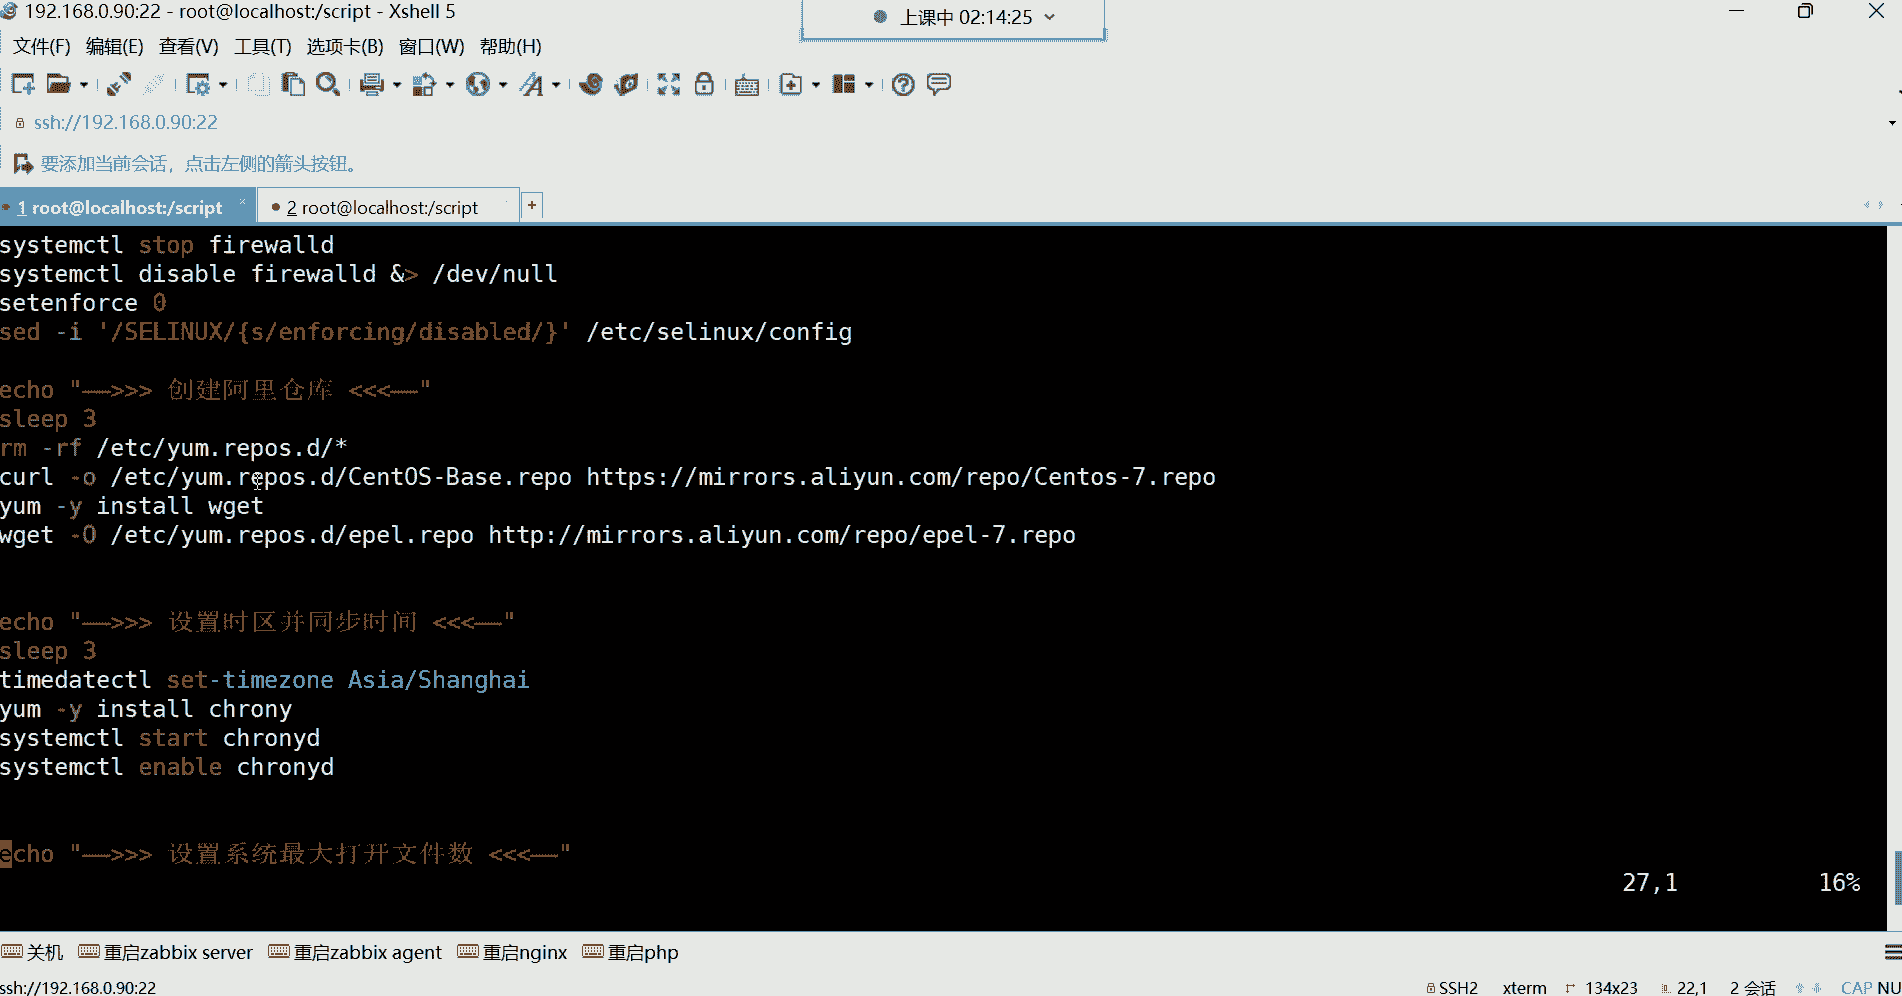 192.168.0.90:22 - root@localhost:/script - Xshell 5
上课中 02:14:25
文件(F) 编辑(E) 查看(V) 工具(T) 选项卡(B) 窗口(W) 帮助(H)
ssh://192.168.0.90:22
要添加当前会话，点击左侧的箭头按钮。
1 root@localhost:/script
2 root@localhost:/script
systemctl stop firewalld
systemctl disable firewalld &> /dev/null
setenforce 0
sed -i '/SELINUX/{s/enforcing/disabled/}' /etc/selinux/config
echo "——>>> 创建阿里仓库 <<<——"
sleep 3
rm -rf /etc/yum.repos.d/*
curl -o /etc/yum.repos.d/CentOS-Base.repo https://mirrors.aliyun.com/repo/Centos-7.repo
yum -y install wget
wget -O /etc/yum.repos.d/epel.repo http://mirrors.aliyun.com/repo/epel-7.repo
echo "——>>> 设置时区并同步时间 <<<——"
sleep 3
timedatectl set-timezone Asia/Shanghai
yum -y install chrony
systemctl start chronyd
systemctl enable chronyd
echo "——>>> 设置系统最大打开文件数 <<<——"
27,1 16%
关机 重启zabbix server 重启zabbix agent 重启nginx 重启php
ssh://192.168.0.90:22 SSH2 xterm 134x23 22,1 2 会话 CAP NU